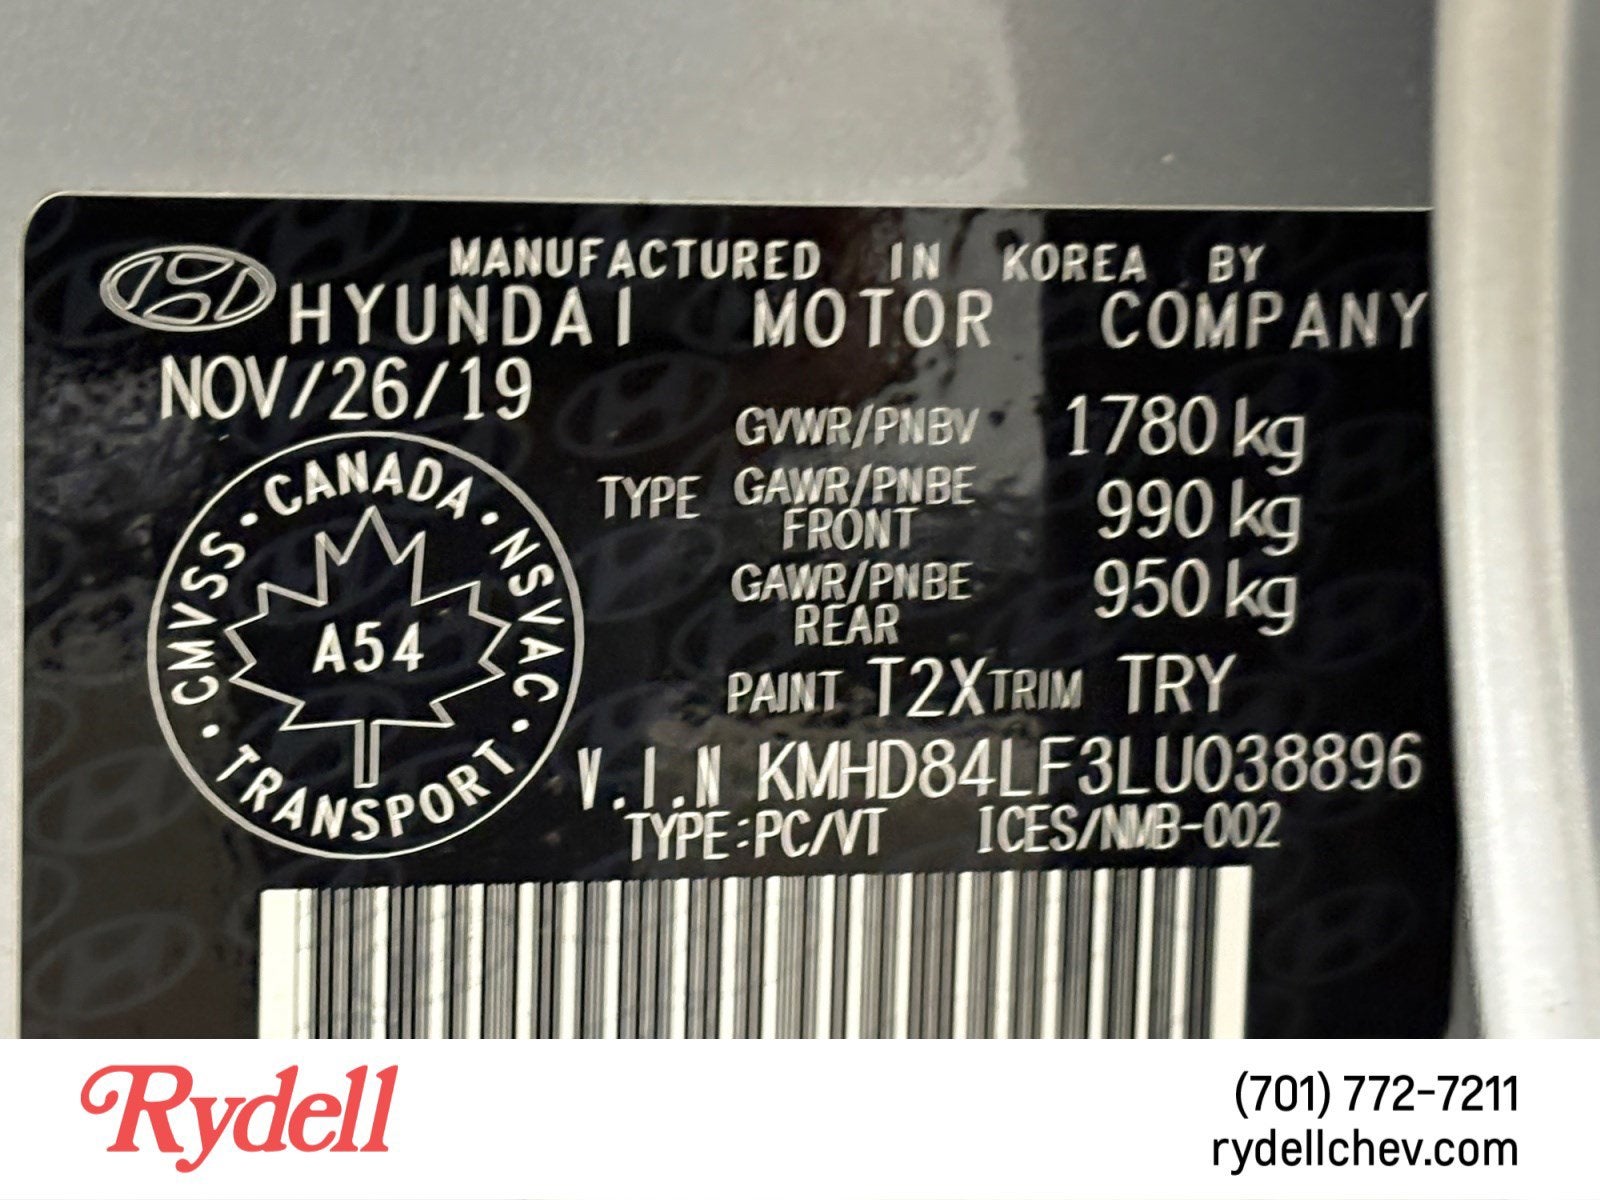 MANUFACTURED IN KOREA BY
HYUNDAI MOTOR COMPANY
NOV/26/19
GVWR/PNBV 1780 kg
TYPE GAWR/PNBE FRONT 990 kg
GAWR/PNBE REAR 950 kg
PAINT T2X TRIM TRY
V.I.N KMHD84LF3LU038896
TYPE:PC/VT ICES/NMB-002
CMVSS • CANADA • NSVAC • TRANSPORT •
A54
Rydell
(701) 772-7211
rydellchev.com